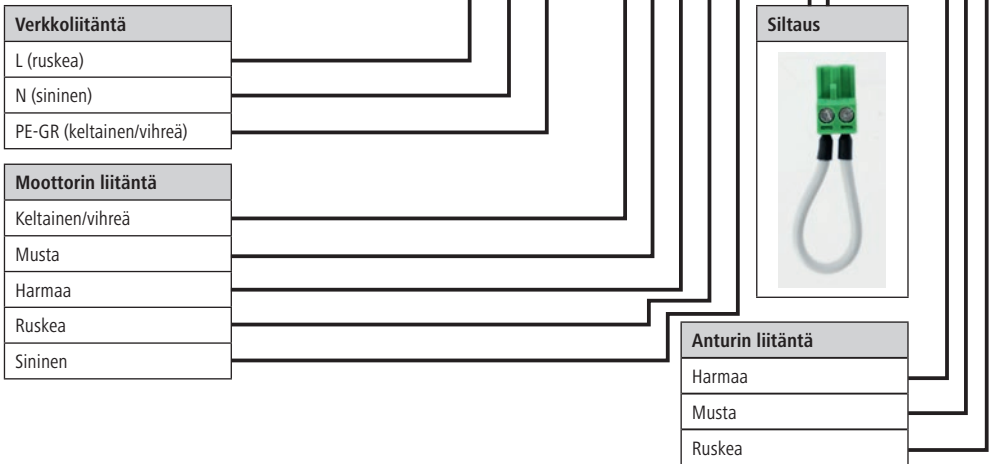 Verkkoliitäntä
L (ruskea)
N (sininen)
PE-GR (keltainen/vihreä)
Moottorin liitäntä
Keltainen/vihreä
Musta
Harmaa
Ruskea
Sininen
Siltaus
Anturin liitäntä
Harmaa
Musta
Ruskea